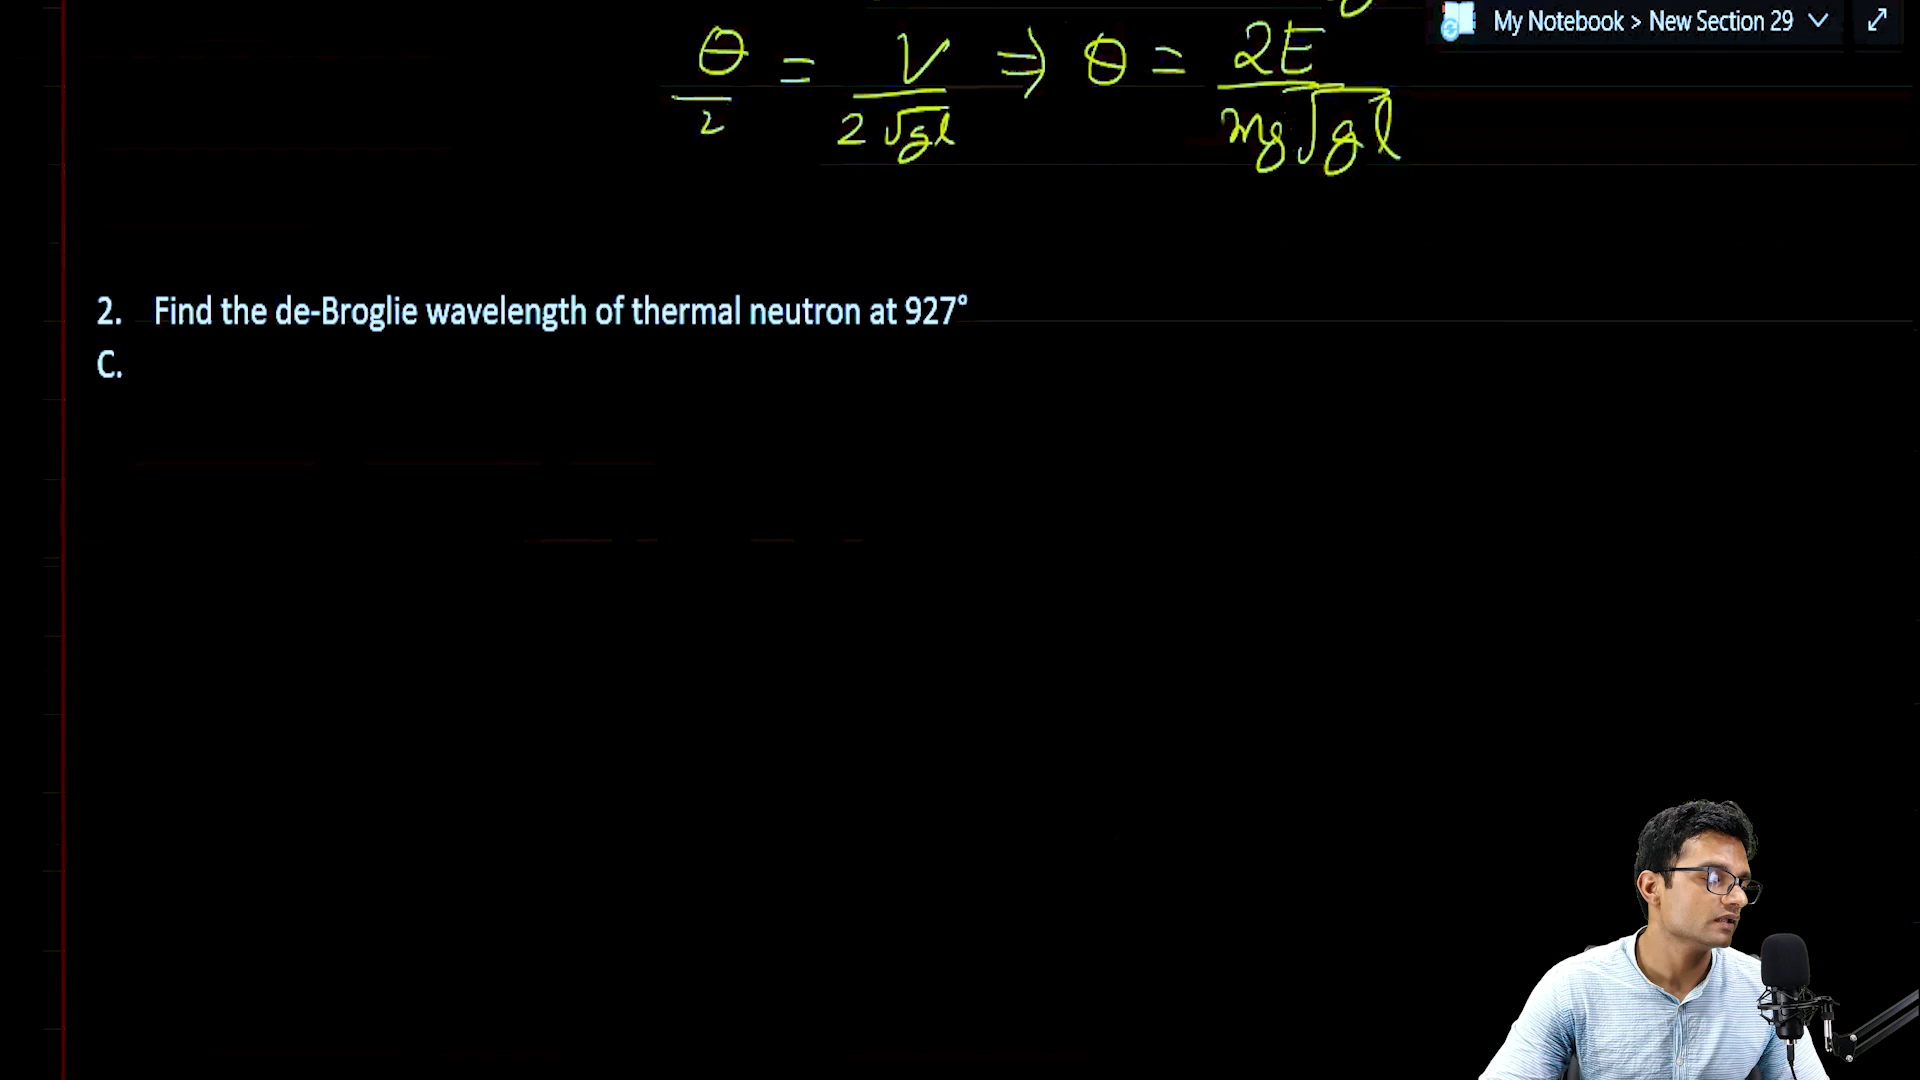 My Notebook > New Section 29
θ/2 = V/2√gl ⇒ θ = 2E/mg√gl
2. Find the de-Broglie wavelength of thermal neutron at 927°
C.